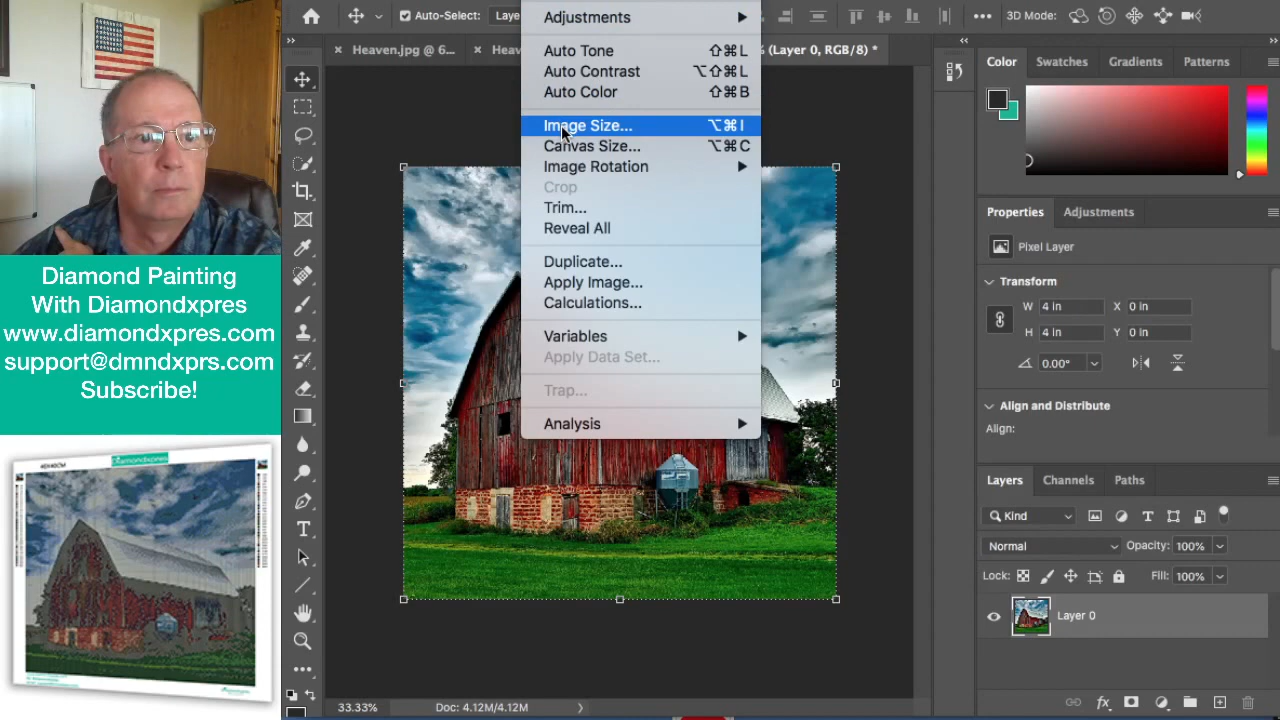 Auto-Select:
Laye
3D Mode:
Heaven.jpg @ 6...
Heav
% (Layer 0, RGB/8) *
Adjustments
Auto Tone ⇧⌘L
Auto Contrast ⌥⇧⌘L
Auto Color ⇧⌘B
Image Size... ⌥⌘I
Canvas Size... ⌥⌘C
Image Rotation
Crop
Trim...
Reveal All
Duplicate...
Apply Image...
Calculations...
Variables
Apply Data Set...
Trap...
Analysis
Color Swatches Gradients Patterns
Properties Adjustments
Pixel Layer
Transform
W 4 in X 0 in
H 4 in Y 0 in
0.00°
Align and Distribute
Align:
Layers Channels Paths
Kind
Normal Opacity: 100%
Lock: Fill: 100%
Layer 0
33.33% Doc: 4.12M/4.12M
Diamond Painting
With Diamondxpres
www.diamondxpres.com
support@dmndxprs.com
Subscribe!
40X40CM
Diamondxpres